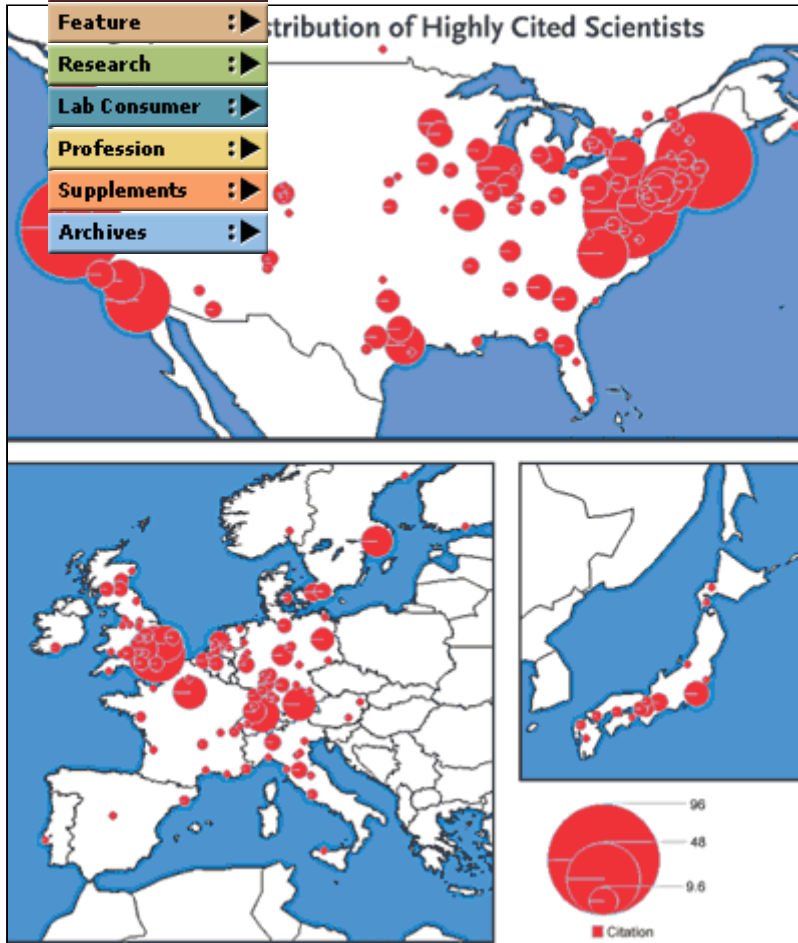 Feature
stribution of Highly Cited Scientists
Research
Lab Consumer
Profession
Supplements
Archives
96
48
9.6
Citation